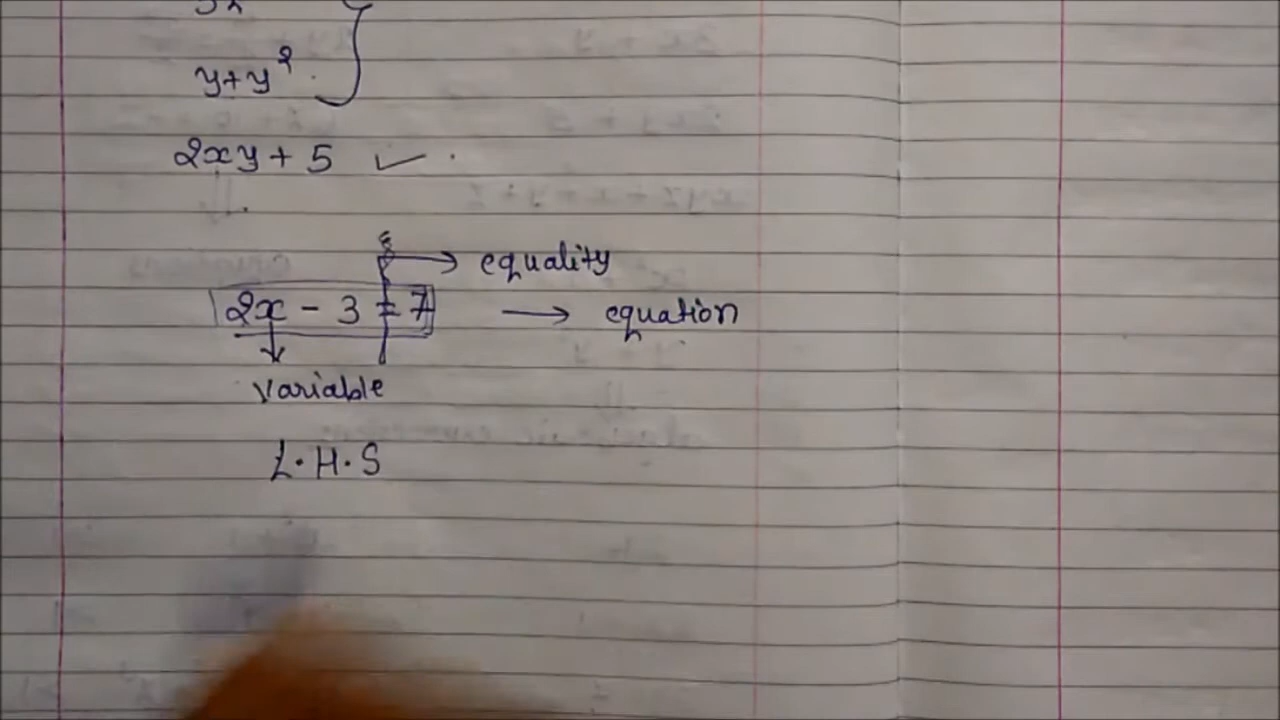 y+y²
2xy + 5 ✓
→ equality
2x - 3 = 7 → equation
variable
L.H.S